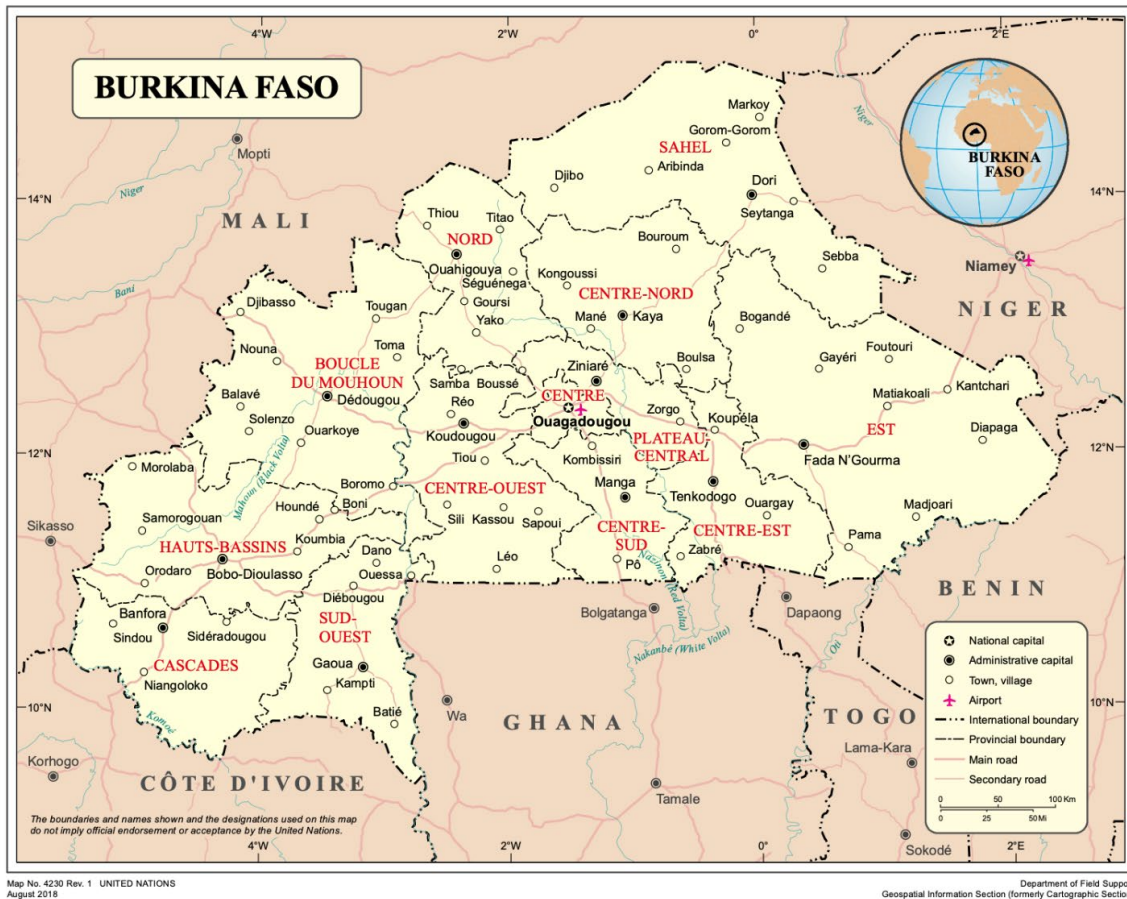 4°W
2°W
0°
2°E
BURKINA FASO
Niger
Mopti
Markoy
Gorom-Gorom
SAHEL
Aribinda
Djibo
BURKINA
FASO
14°N
14°N
Niger
MALI
Dori
Seytanga
Thiou
Titao
NORD
Bouroum
Sebba
Niamey
Ouahigouya
Séguénega
Kongoussi
Bani
CENTRE-NORD
Djibasso
Goursi
NIGER
Tougan
Yako
Mané
Kaya
Bogandé
Nouna
Toma
Ziniaré
Boulsa
Gayéri
Foutouri
BOUCLE
DU MOUHOUN
Samba
Boussé
Balavé
Dédougou
Réo
CENTRE
Matiakoali
Kantchari
Solenzo
Koudougou
Ouagadougou
Zorgo
Koupéla
EST
Diapaga
Ouarkoye
PLATEAU-
CENTRAL
12°N
12°N
Morolaba
Tiou
Kombissiri
Fada N'Gourma
Mahoun (Black Volta)
Boromo
CENTRE-OUEST
Manga
Tenkodogo
Samorogouan
Houndé
Boni
Sili
Kassou
Sapoui
Ouargay
Madjoari
Sikasso
CENTRE-
SUD
CENTRE-EST
HAUTS-BASSINS
Koumbia
Dano
Pô
Zabré
Pama
Orodaro
Bobo-Dioulasso
Ouessa
Léo
Nazinon (Red Volta)
BENIN
Diébougou
Banfora
Bolgatanga
Dapaong
Sindou
Sidéradougou
SUD-
OUEST
Nakanbé (White Volta)
Oti
CASCADES
Gaoua
Niangoloko
Kampti
Komoé
Batié
10°N
10°N
Wa
GHANA
TOGO
Lama-Kara
Korhogo
CÔTE D'IVOIRE
Tamale
Sokodé
National capital
Administrative capital
Town, village
Airport
International boundary
Provincial boundary
Main road
Secondary road
0 50 100 Km
0 25 50 Mi
The boundaries and names shown and the designations used on this map
do not imply official endorsement or acceptance by the United Nations.
4°W
2°W
0°
2°E
Map No. 4230 Rev. 1 UNITED NATIONS
August 2018
Department of Field Suppo
Geospatial Information Section (formerly Cartographic Sectio